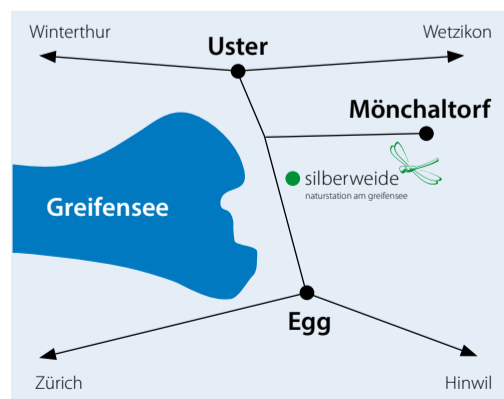 Winterthur
Wetzikon
Uster
Mönchaltorf
silberweide
naturstation am greifensee
Greifensee
Egg
Zürich
Hinwil